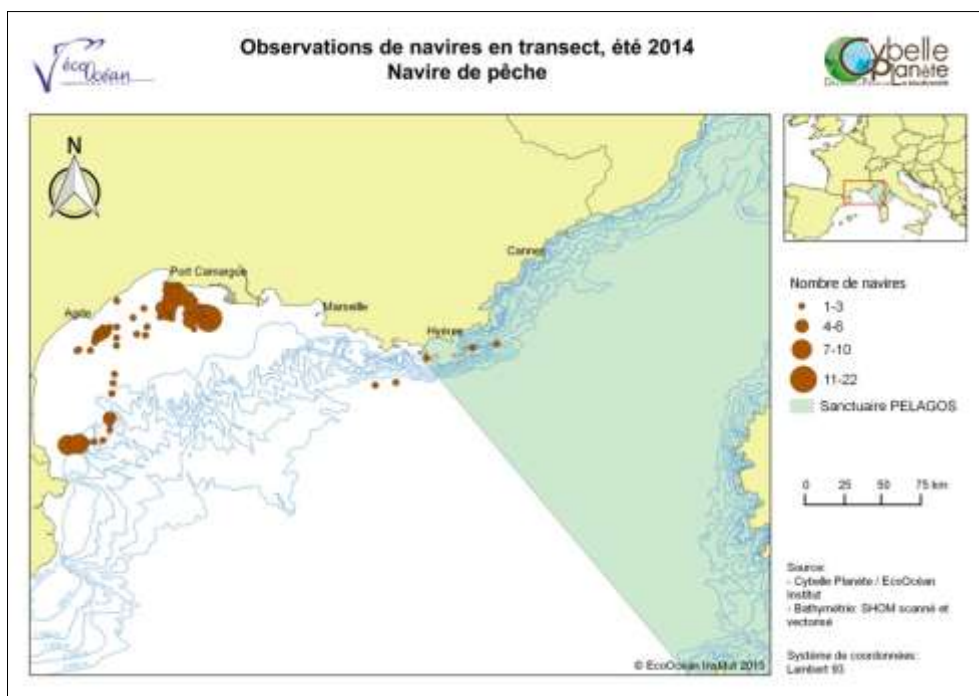 écoOcéan
Observations de navires en transect, été 2014
Navire de pêche
Cybelle
Planète
N
Cannes
Port Camargue
Agde
Marseille
Hyères
Nombre de navires
1-3
4-6
7-10
11-22
Sanctuaire PELAGOS
0 25 50 75 km
Source:
- Cybelle Planète / EcoOcéan
Institut
- Bathymétrie: SHOM scanné et
vectorisé
Système de coordonnées:
Lambert 93
© EcoOcéan Institut 2015